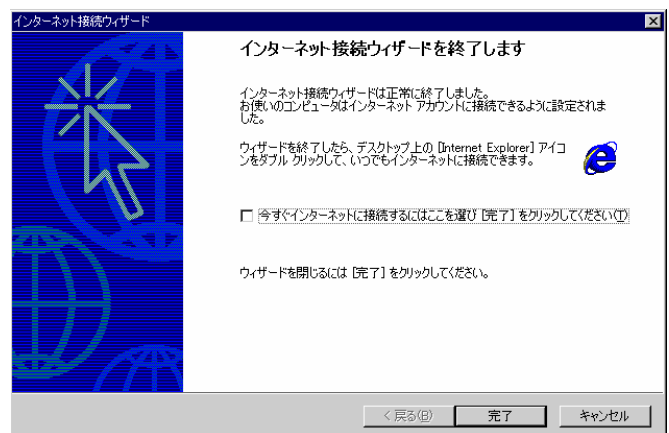 インターネット接続ウィザード
インターネット接続ウィザードを終了します
インターネット接続ウィザードは正常に終了しました。
お使いのコンピュータはインターネット アカウントに接続できるように設定されま
した。
ウィザードを終了したら、デスクトップ上の [Internet Explorer] アイコ
ンをダブル クリックして、いつでもインターネットに接続できます。
今すぐインターネットに接続するにはここを選び [完了] をクリックしてください(T)
ウィザードを閉じるには [完了] をクリックしてください。
< 戻る(B)
完了
キャンセル